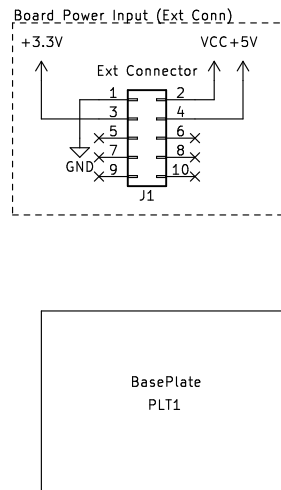 Board Power Input (Ext Conn)
+3.3V VCC +5V
Ext Connector
1 2
3 4
5 6
7 8
GND
9 10
J1
BasePlate
PLT1